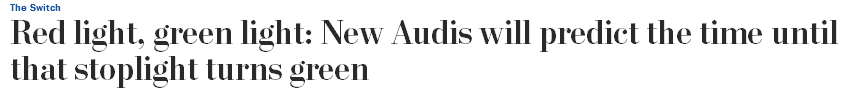 The Switch
Red light, green light: New Audis will predict the time until
that stoplight turns green